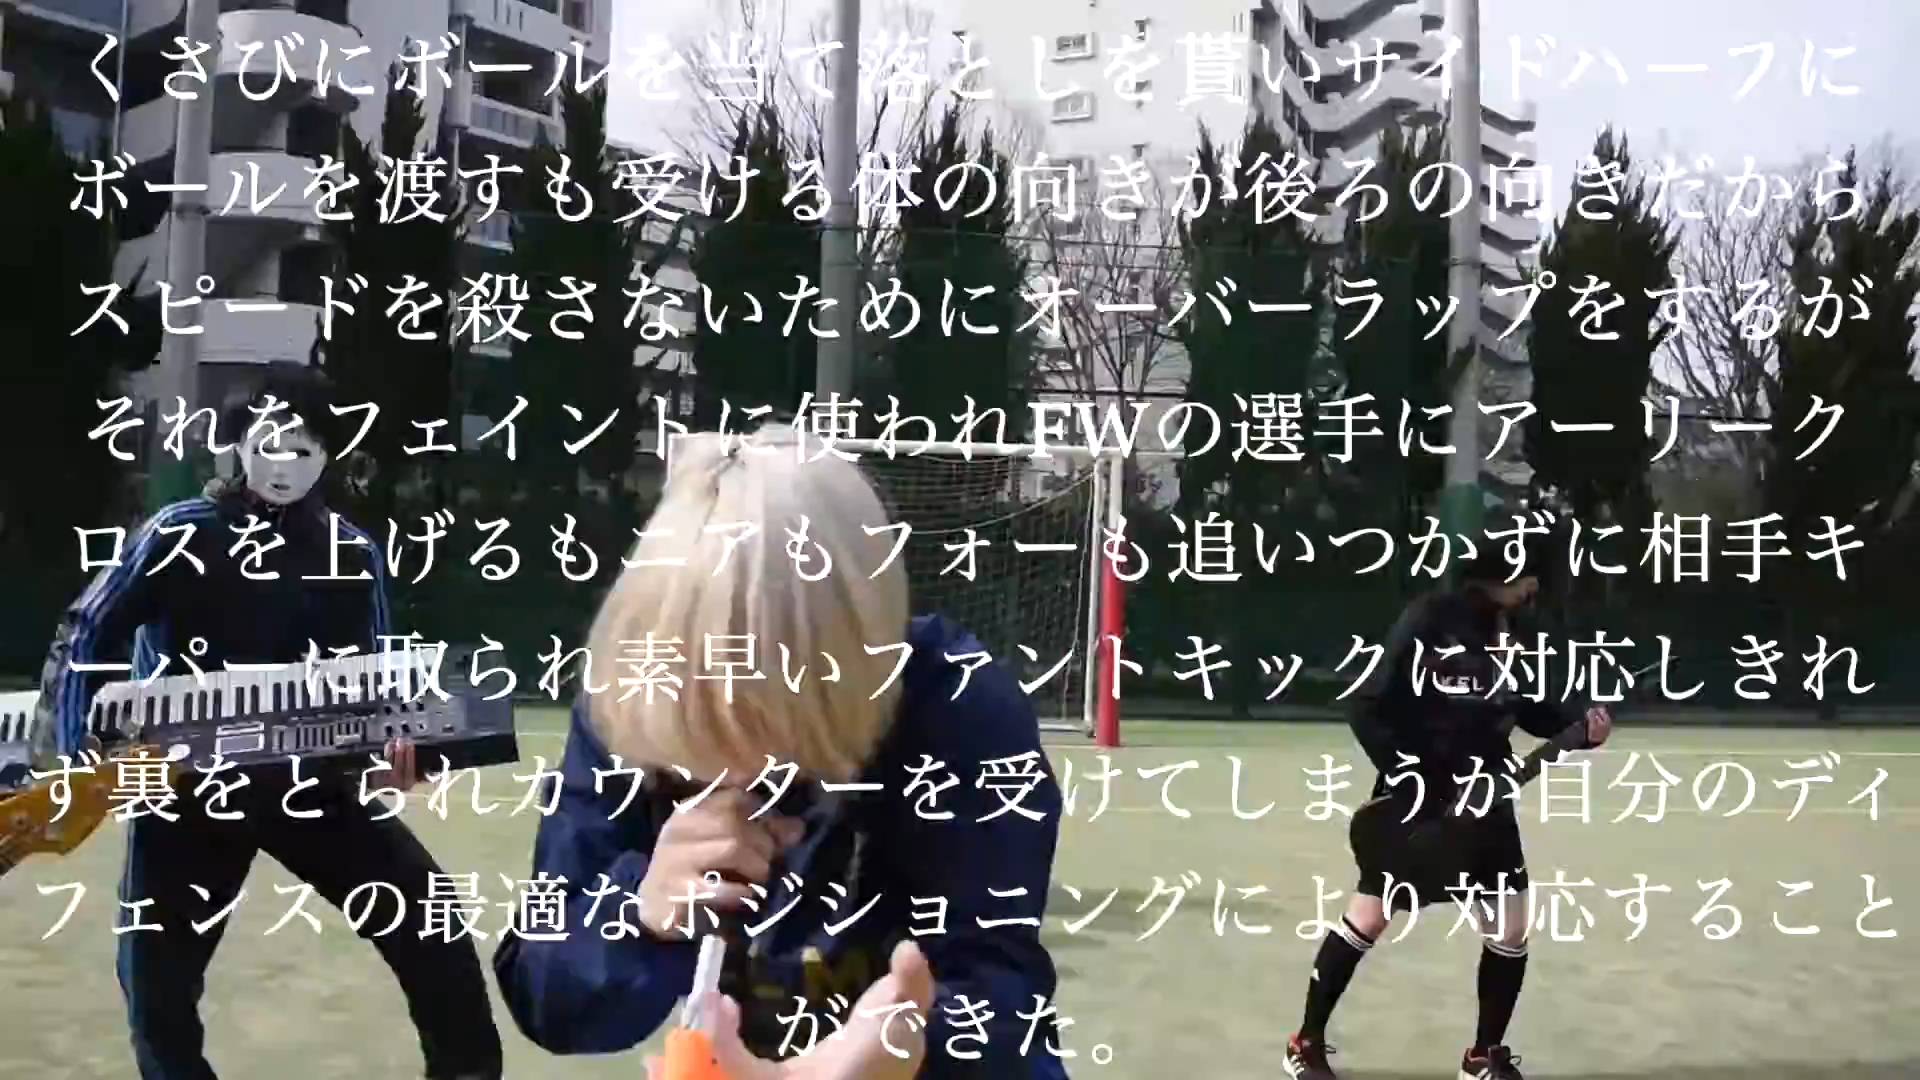 くさびにボールを当て落としを貰いサイドハーフに
ボールを渡すも受ける体の向きが後ろの向きだから
スピードを殺さないためにオーバーラップをするが
それをフェイントに使われFWの選手にアーリーク
ロスを上げるもニアもフォーも追いつかずに相手キ
ーパーに取られ素早いファントキックに対応しきれ
ず裏をとられカウンターを受けてしまうが自分のディ
フェンスの最適なポジショニングにより対応すること
ができた。